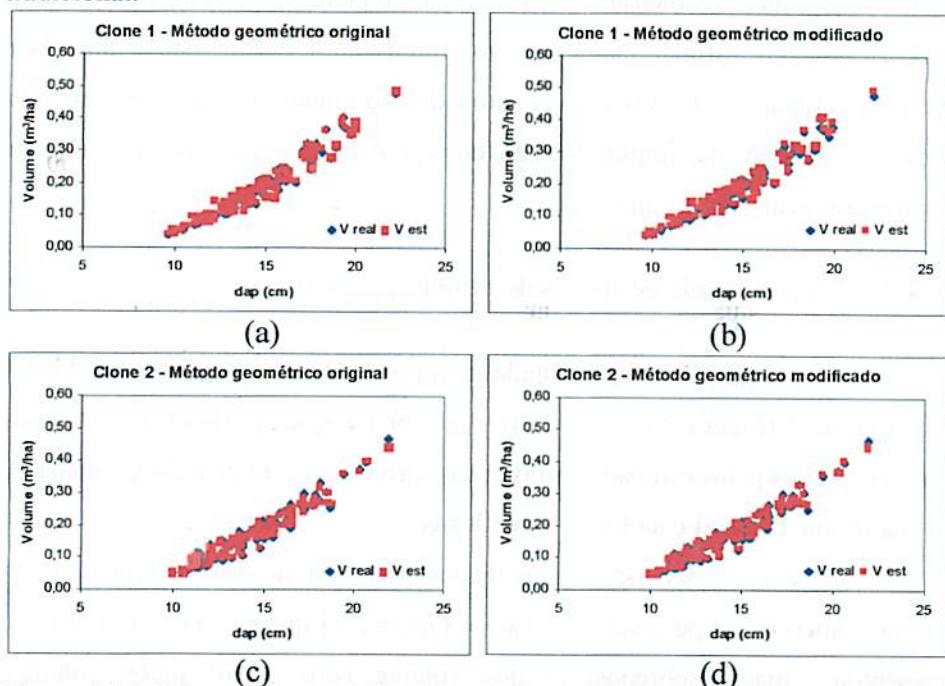 Clone 1 - Método geométrico original
Volume (m³/ha)
0,60
0,50
0,40
0,30
0,20
0,10
0,00
5 10 15 20 25
dap (cm)
V real V est
(a)
Clone 1 - Método geométrico modificado
Volume (m³/ha)
0,60
0,50
0,40
0,30
0,20
0,10
0,00
5 10 15 20 25
dap (cm)
V real V est
(b)
Clone 2 - Método geométrico original
Volume (m³/ha)
0,60
0,50
0,40
0,30
0,20
0,10
0,00
5 10 15 20 25
dap (cm)
V real V est
(c)
Clone 2 - Método geométrico modificado
Volume (m³/ha)
0,60
0,50
0,40
0,30
0,20
0,10
0,00
5 10 15 20 25
dap (cm)
V real V est
(d)